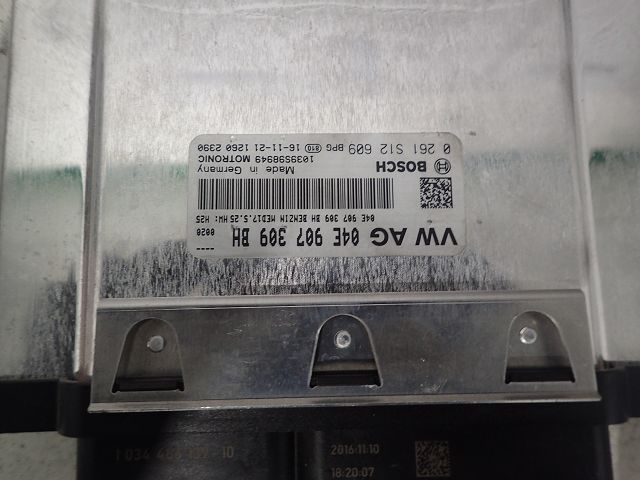 VW AG 04E 907 309 BH
04E 907 309 BH BENZIN MED17.5.25 HW: H25 0020 ----
BOSCH Made in Germany
1039S98949 MOTRONIC
0 261 S12 609 BPG 810 16-11-21 1260 2390
2016.11.10
18:20:07